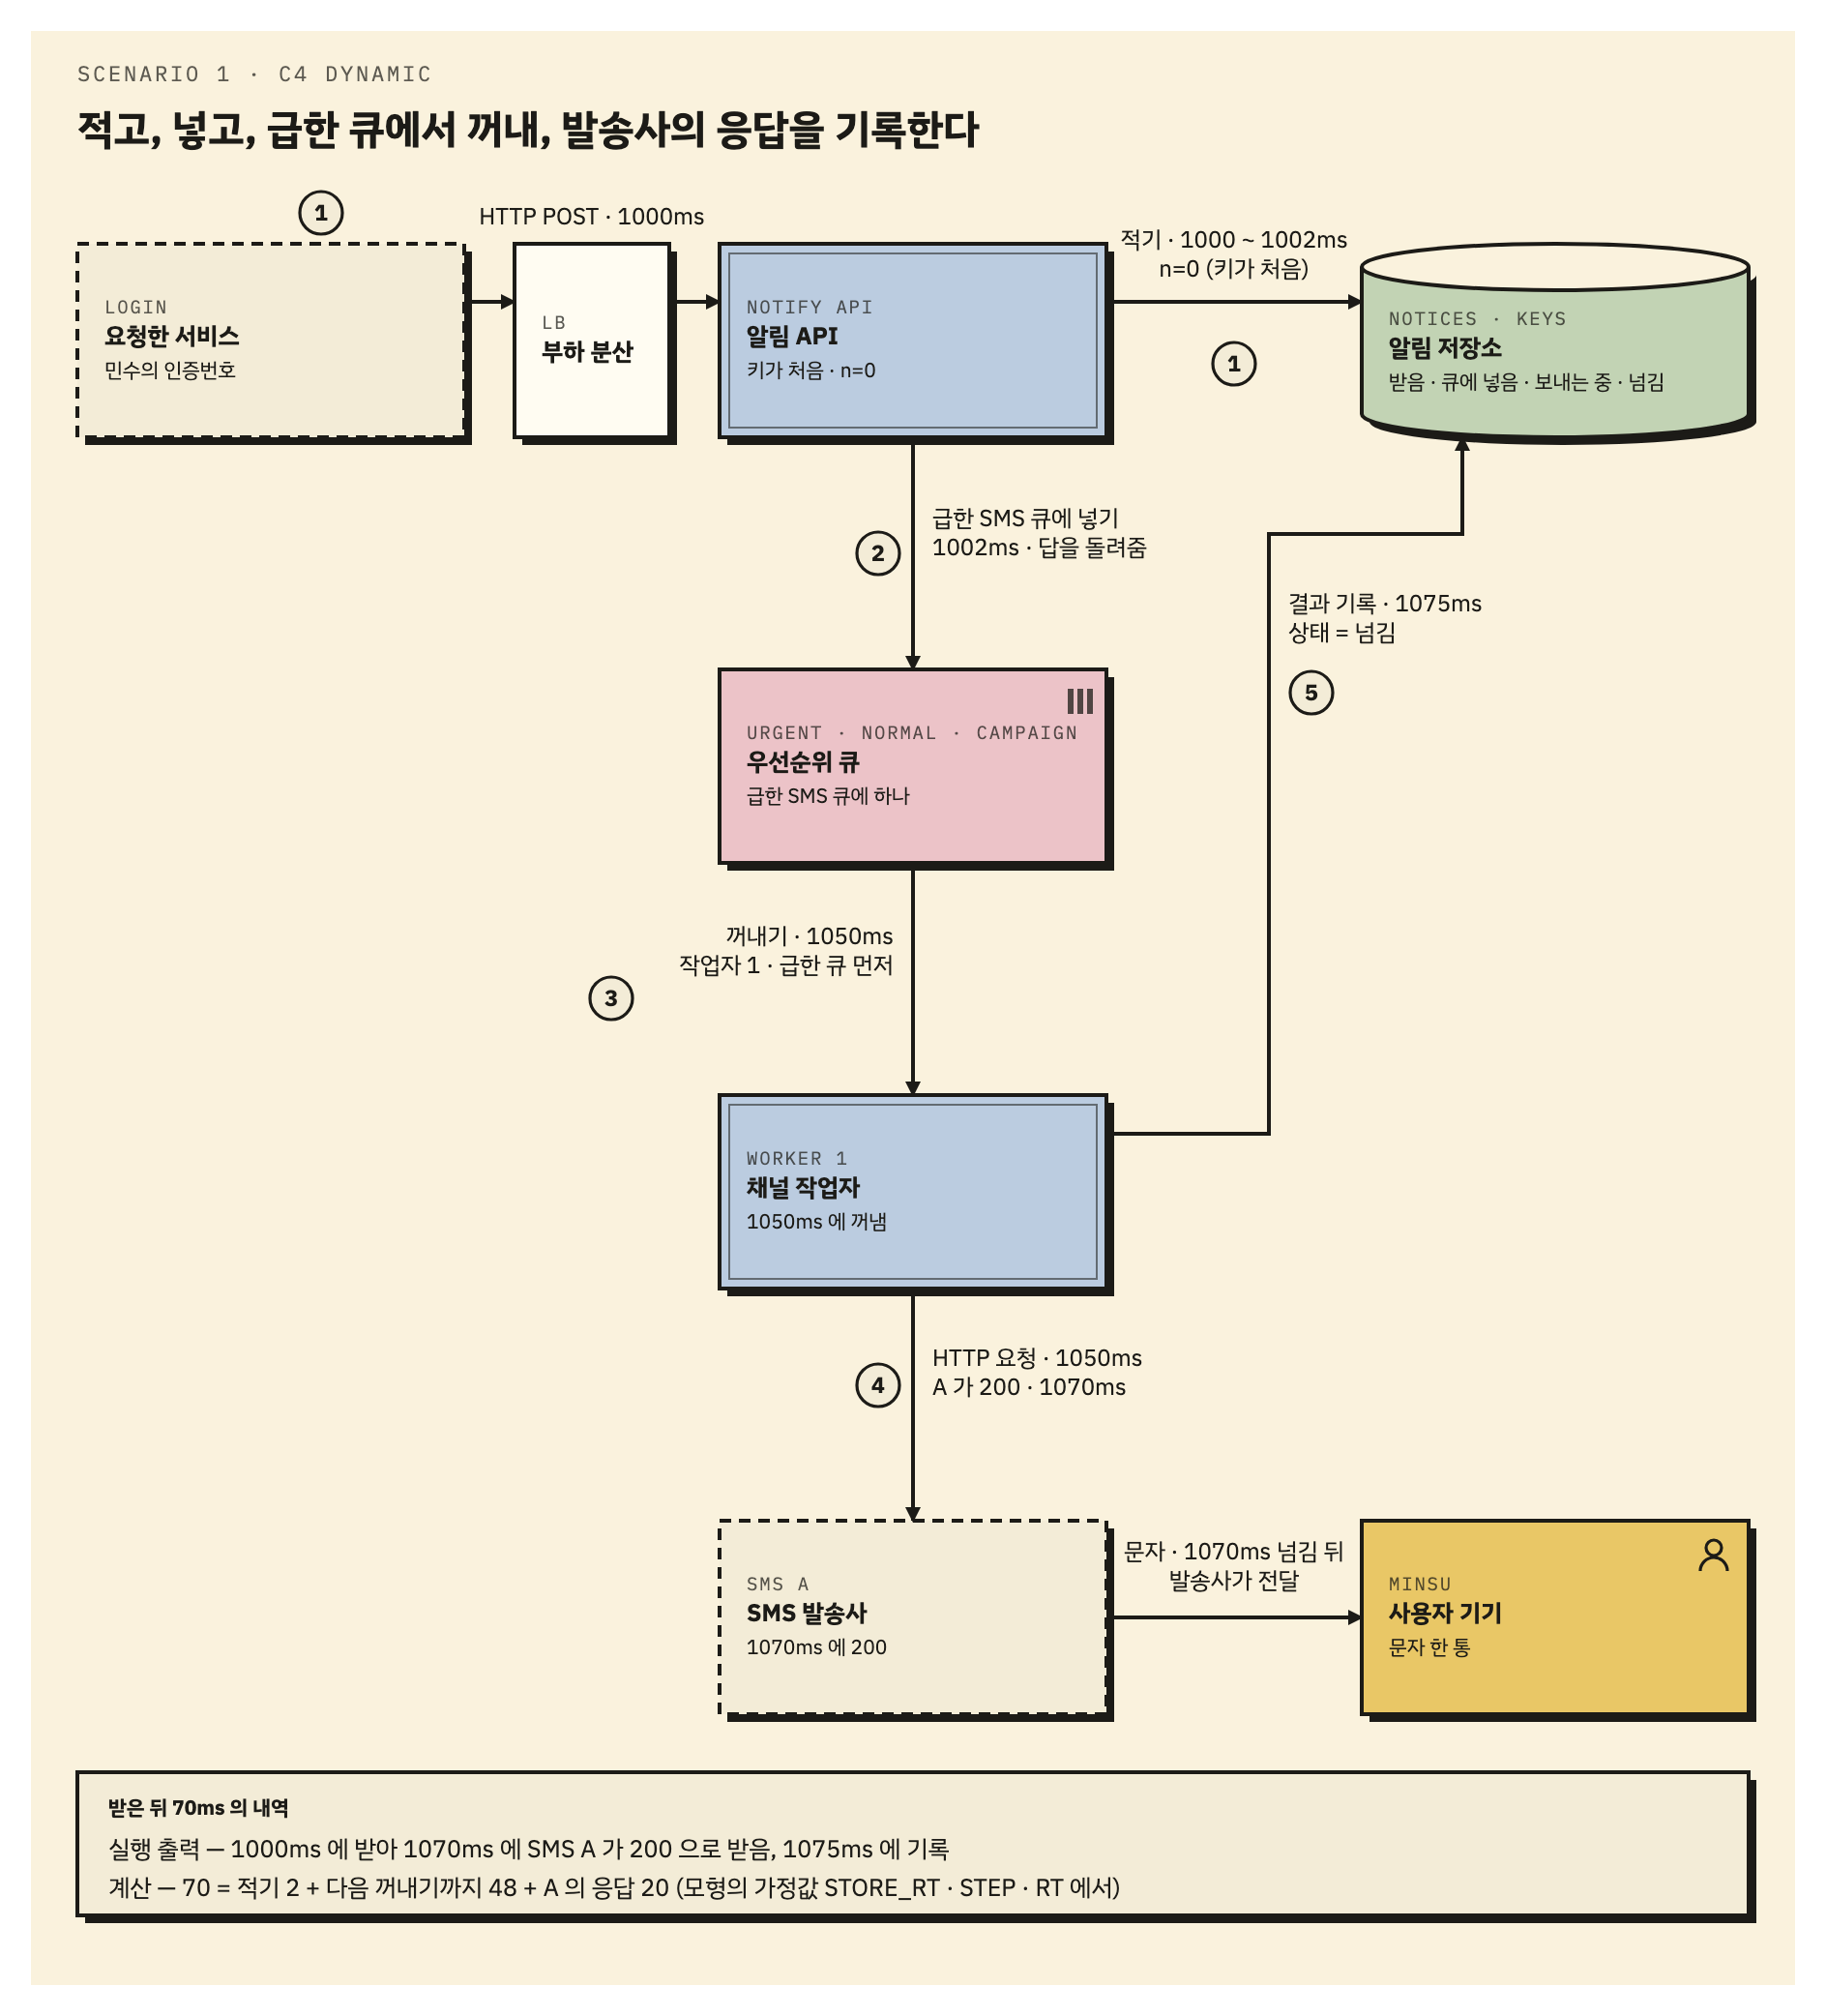 SCENARIO 1 · C4 DYNAMIC
적고, 넣고, 급한 큐에서 꺼내, 발송사의 응답을 기록한다
1
HTTP POST · 1000ms
LOGIN
요청한 서비스
민수의 인증번호
LB
부하 분산
NOTIFY API
알림 API
키가 처음 · n=0
적기 · 1000 ~ 1002ms
n=0 (키가 처음)
1
NOTICES · KEYS
알림 저장소
받음 · 큐에 넣음 · 보내는 중 · 넘김
2
급한 SMS 큐에 넣기
1002ms · 답을 돌려줌
결과 기록 · 1075ms
상태 = 넘김
5
URGENT · NORMAL · CAMPAIGN
우선순위 큐
급한 SMS 큐에 하나
꺼내기 · 1050ms
작업자 1 · 급한 큐 먼저
3
WORKER 1
채널 작업자
1050ms 에 꺼냄
4
HTTP 요청 · 1050ms
A 가 200 · 1070ms
SMS A
SMS 발송사
1070ms 에 200
문자 · 1070ms 넘김 뒤
발송사가 전달
MINSU
사용자 기기
문자 한 통
받은 뒤 70ms 의 내역
실행 출력 — 1000ms 에 받아 1070ms 에 SMS A 가 200 으로 받음, 1075ms 에 기록
계산 — 70 = 적기 2 + 다음 꺼내기까지 48 + A 의 응답 20 (모형의 가정값 STORE_RT · STEP · RT 에서)